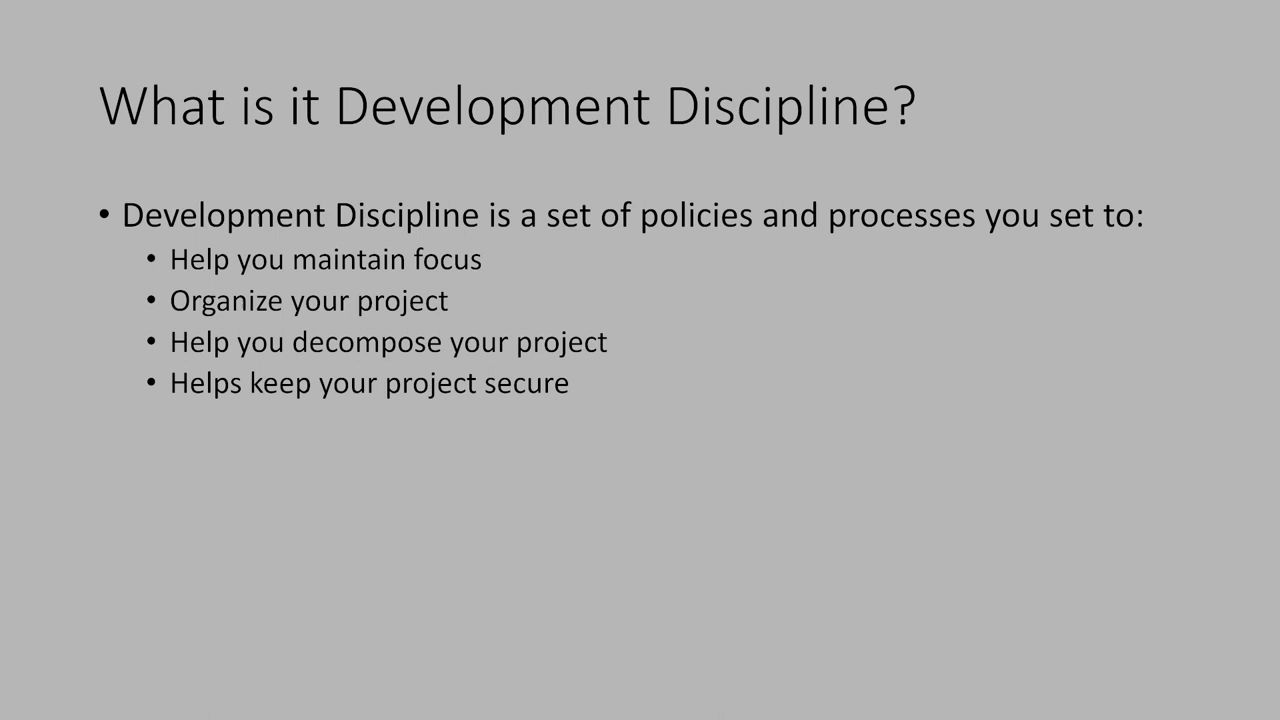 What is it Development Discipline?
• Development Discipline is a set of policies and processes you set to:
• Help you maintain focus
• Organize your project
• Help you decompose your project
• Helps keep your project secure